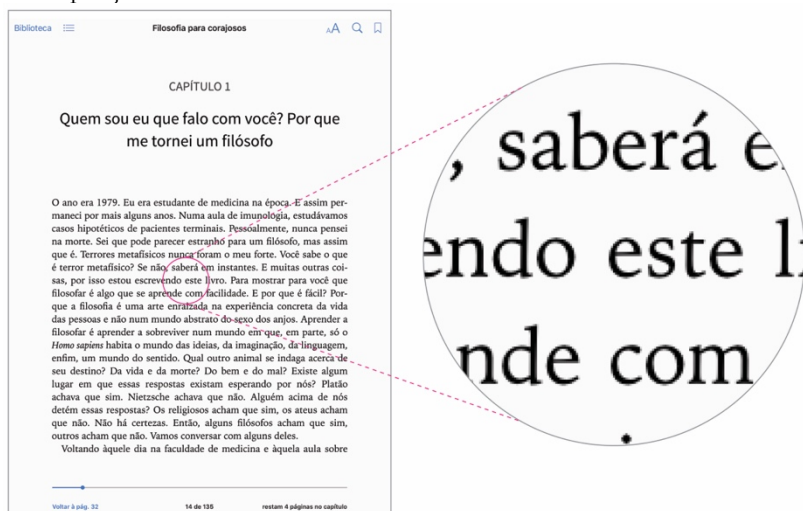 Biblioteca
Filosofia para corajosos
AA
CAPÍTULO 1
Quem sou eu que falo com você? Por que
me tornei um filósofo
O ano era 1979. Eu era estudante de medicina na época. E assim per-
maneci por mais alguns anos. Numa aula de imunologia, estudávamos
casos hipotéticos de pacientes terminais. Pessoalmente, nunca pensei
na morte. Sei que pode parecer estranho para um filósofo, mas assim
que é. Terrores metafísicos nunca foram o meu forte. Você sabe o que
é terror metafísico? Se não, saberá em instantes. E muitas outras coi-
sas, por isso estou escrevendo este livro. Para mostrar para você que
filosofar é algo que se aprende com facilidade. E por que é fácil? Por-
que a filosofia é uma arte enraizada na experiência concreta da vida
das pessoas e não num mundo abstrato do sexo dos anjos. Aprender a
filosofar é aprender a sobreviver num mundo em que, em parte, só o
Homo sapiens habita o mundo das ideias, da imaginação, da linguagem,
enfim, um mundo do sentido. Qual outro animal se indaga acerca de
seu destino? Da vida e da morte? Do bem e do mal? Existe algum
lugar em que essas respostas existam esperando por nós? Platão
achava que sim. Nietzsche achava que não. Alguém acima de nós
detém essas respostas? Os religiosos acham que sim, os ateus acham
que não. Não há certezas. Então, alguns filósofos acham que sim,
outros acham que não. Vamos conversar com alguns deles.
Voltando àquele dia na faculdade de medicina e àquela aula sobre
Voltar à pág. 32
14 de 135
restam 4 páginas no capítulo
, saberá e
endo este li
nde com